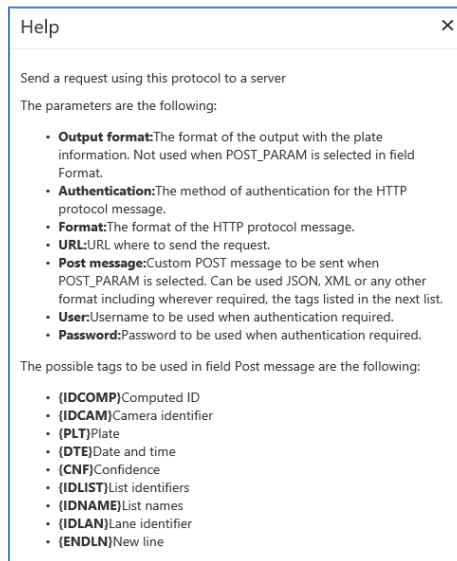 Help
×
Send a request using this protocol to a server
The parameters are the following:
• Output format:The format of the output with the plate
information. Not used when POST_PARAM is selected in field
Format.
• Authentication:The method of authentication for the HTTP
protocol message.
• Format:The format of the HTTP protocol message.
• URL:URL where to send the request.
• Post message:Custom POST message to be sent when
POST_PARAM is selected. Can be used JSON, XML or any other
format including wherever required, the tags listed in the next list.
• User:Username to be used when authentication required.
• Password:Password to be used when authentication required.
The possible tags to be used in field Post message are the following:
• {IDCOMP}Computed ID
• {IDCAM}Camera identifier
• {PLT}Plate
• {DTE}Date and time
• {CNF}Confidence
• {IDLIST}List identifiers
• {IDNAME}List names
• {IDLAN}Lane identifier
• {ENDLN}New line